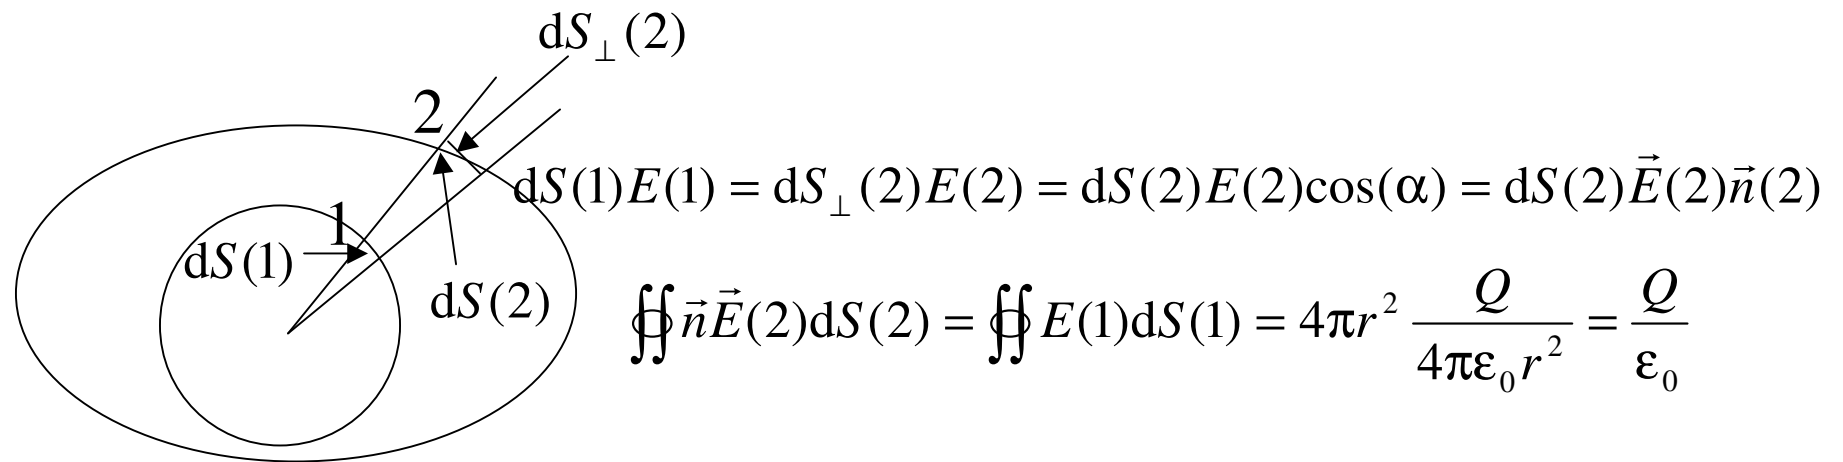 dS⊥(2)
2
dS(1)E(1) = dS⊥(2)E(2) = dS(2)E(2)cos(α) = dS(2)E⃗(2)n⃗(2)
1
dS(1)
dS(2)
∯ n⃗E⃗(2)dS(2) = ∯ E(1)dS(1) = 4πr² Q/(4πε₀r²) = Q/ε₀